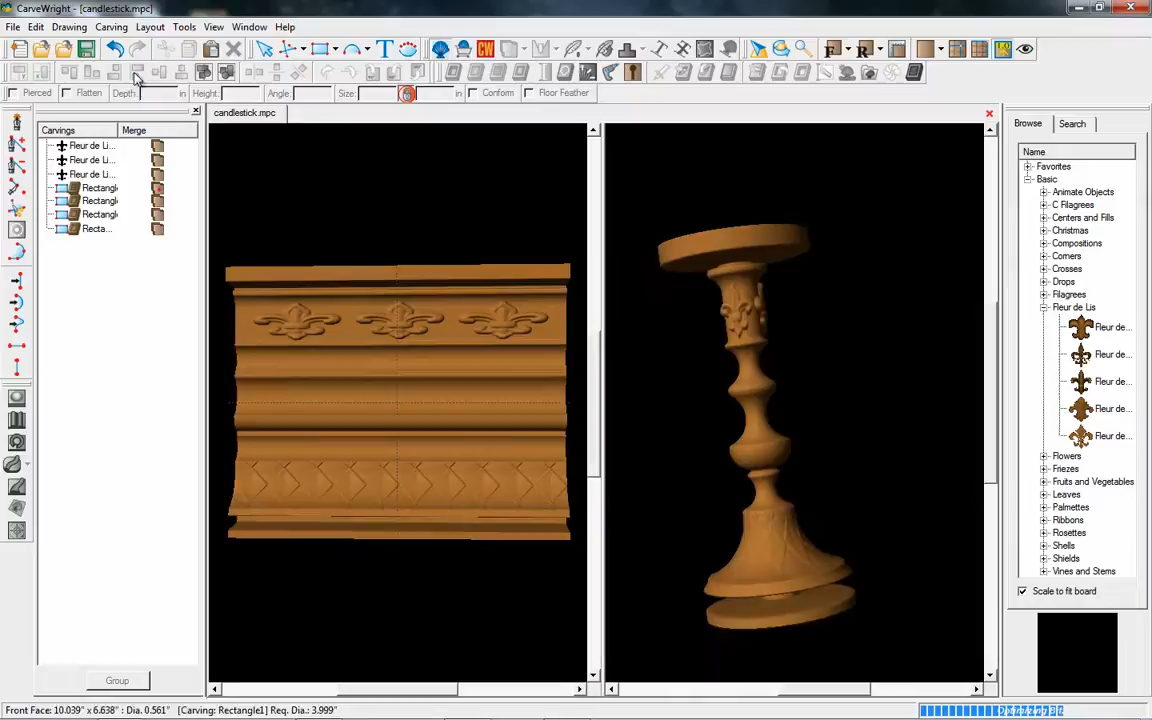 CarveWright - [candlestick.mpc]
File Edit Drawing Carving Layout Tools View Window Help
Pierced Flatten Depth: in Height: Angle: Size: in Conform Floor Feather
Carvings Merge
Fleur de Li...
Fleur de Li...
Fleur de Li...
Rectangl
Rectangl
Rectangl
Recta...
Group
candlestick.mpc
Browse Search
Name
Favorites
Basic
Animate Objects
C Filagrees
Centers and Fills
Christmas
Compositions
Corners
Crosses
Drops
Filagrees
Fleur de Lis
Fleur de...
Fleur de...
Fleur de...
Fleur de...
Fleur de...
Flowers
Friezes
Fruits and Vegetables
Leaves
Palmettes
Ribbons
Rosettes
Shells
Shields
Vines and Stems
Scale to fit board
Front Face: 10.039" x 6.638" : Dia. 0.561" [Carving: Rectangle1] Req. Dia.: 3.999"